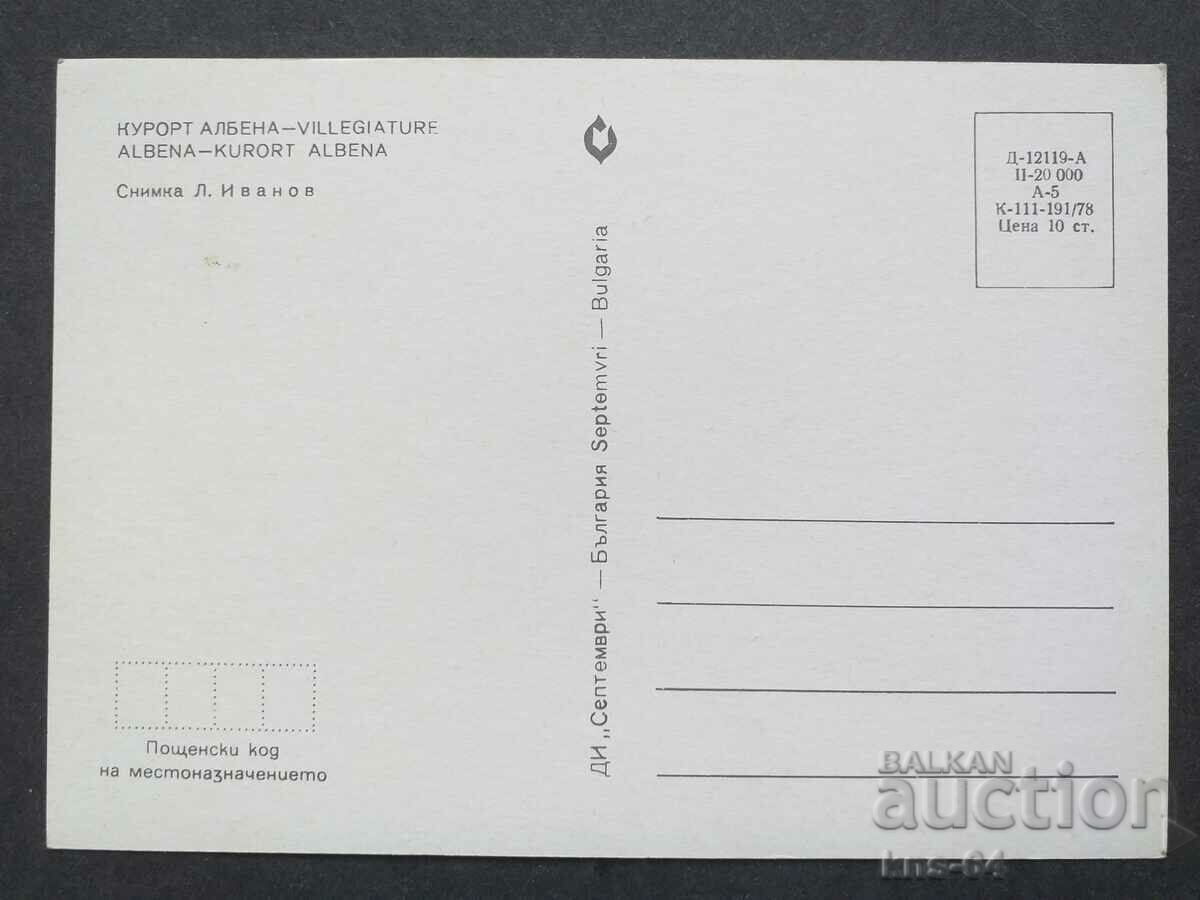 КУРОРТ АЛБЕНА—VILLEGIATURE
ALBENA—KURORT ALBENA
Снимка Л. Иванов
ДИ „Септември“ — България Septemvri — Bulgaria
Д-12119-А
II-20 000
А-5
К-111-191/78
Цена 10 ст.
Пощенски код
на местоназначението
BALKAN
auction
kns-64